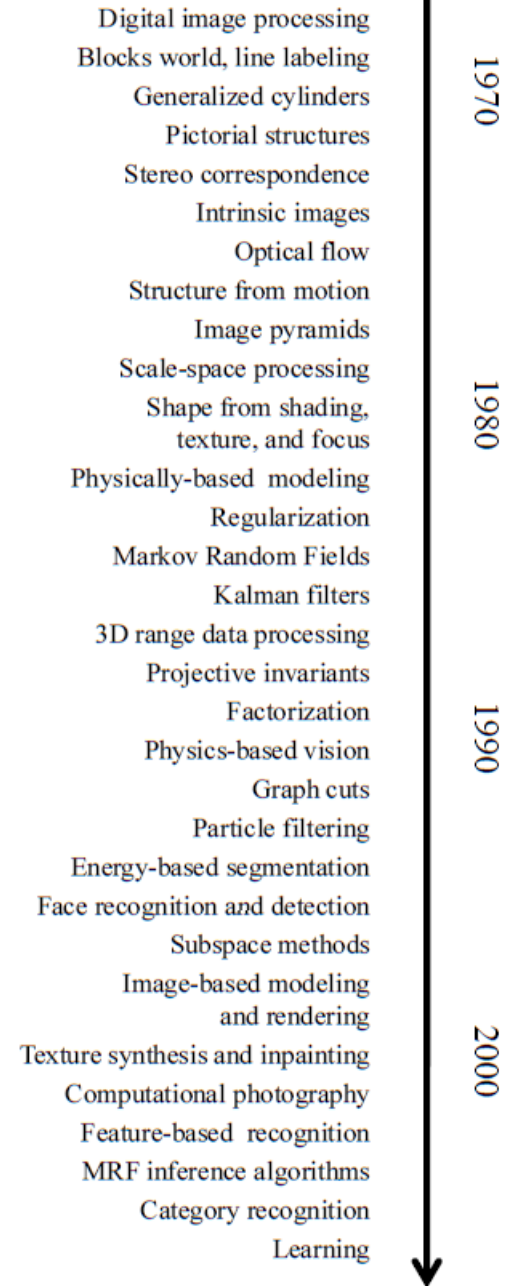 Digital image processing
Blocks world, line labeling
Generalized cylinders
Pictorial structures
Stereo correspondence
Intrinsic images
Optical flow
Structure from motion
Image pyramids
Scale-space processing
Shape from shading,
texture, and focus
Physically-based modeling
Regularization
Markov Random Fields
Kalman filters
3D range data processing
Projective invariants
Factorization
Physics-based vision
Graph cuts
Particle filtering
Energy-based segmentation
Face recognition and detection
Subspace methods
Image-based modeling
and rendering
Texture synthesis and inpainting
Computational photography
Feature-based recognition
MRF inference algorithms
Category recognition
Learning
1970
1980
1990
2000